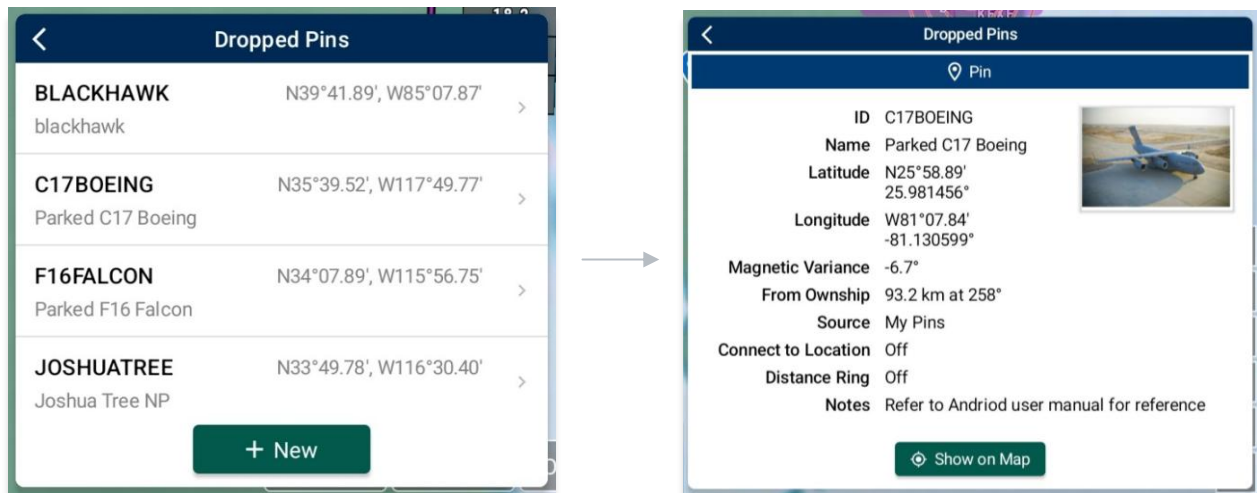 18.2
Dropped Pins
BLACKHAWK N39°41.89', W85°07.87'
blackhawk
C17BOEING N35°39.52', W117°49.77'
Parked C17 Boeing
F16FALCON N34°07.89', W115°56.75'
Parked F16 Falcon
JOSHUATREE N33°49.78', W116°30.40'
Joshua Tree NP
+ New
Dropped Pins
Pin
ID C17BOEING
Name Parked C17 Boeing
Latitude N25°58.89'
25.981456°
Longitude W81°07.84'
-81.130599°
Magnetic Variance -6.7°
From Ownship 93.2 km at 258°
Source My Pins
Connect to Location Off
Distance Ring Off
Notes Refer to Andriod user manual for reference
Show on Map